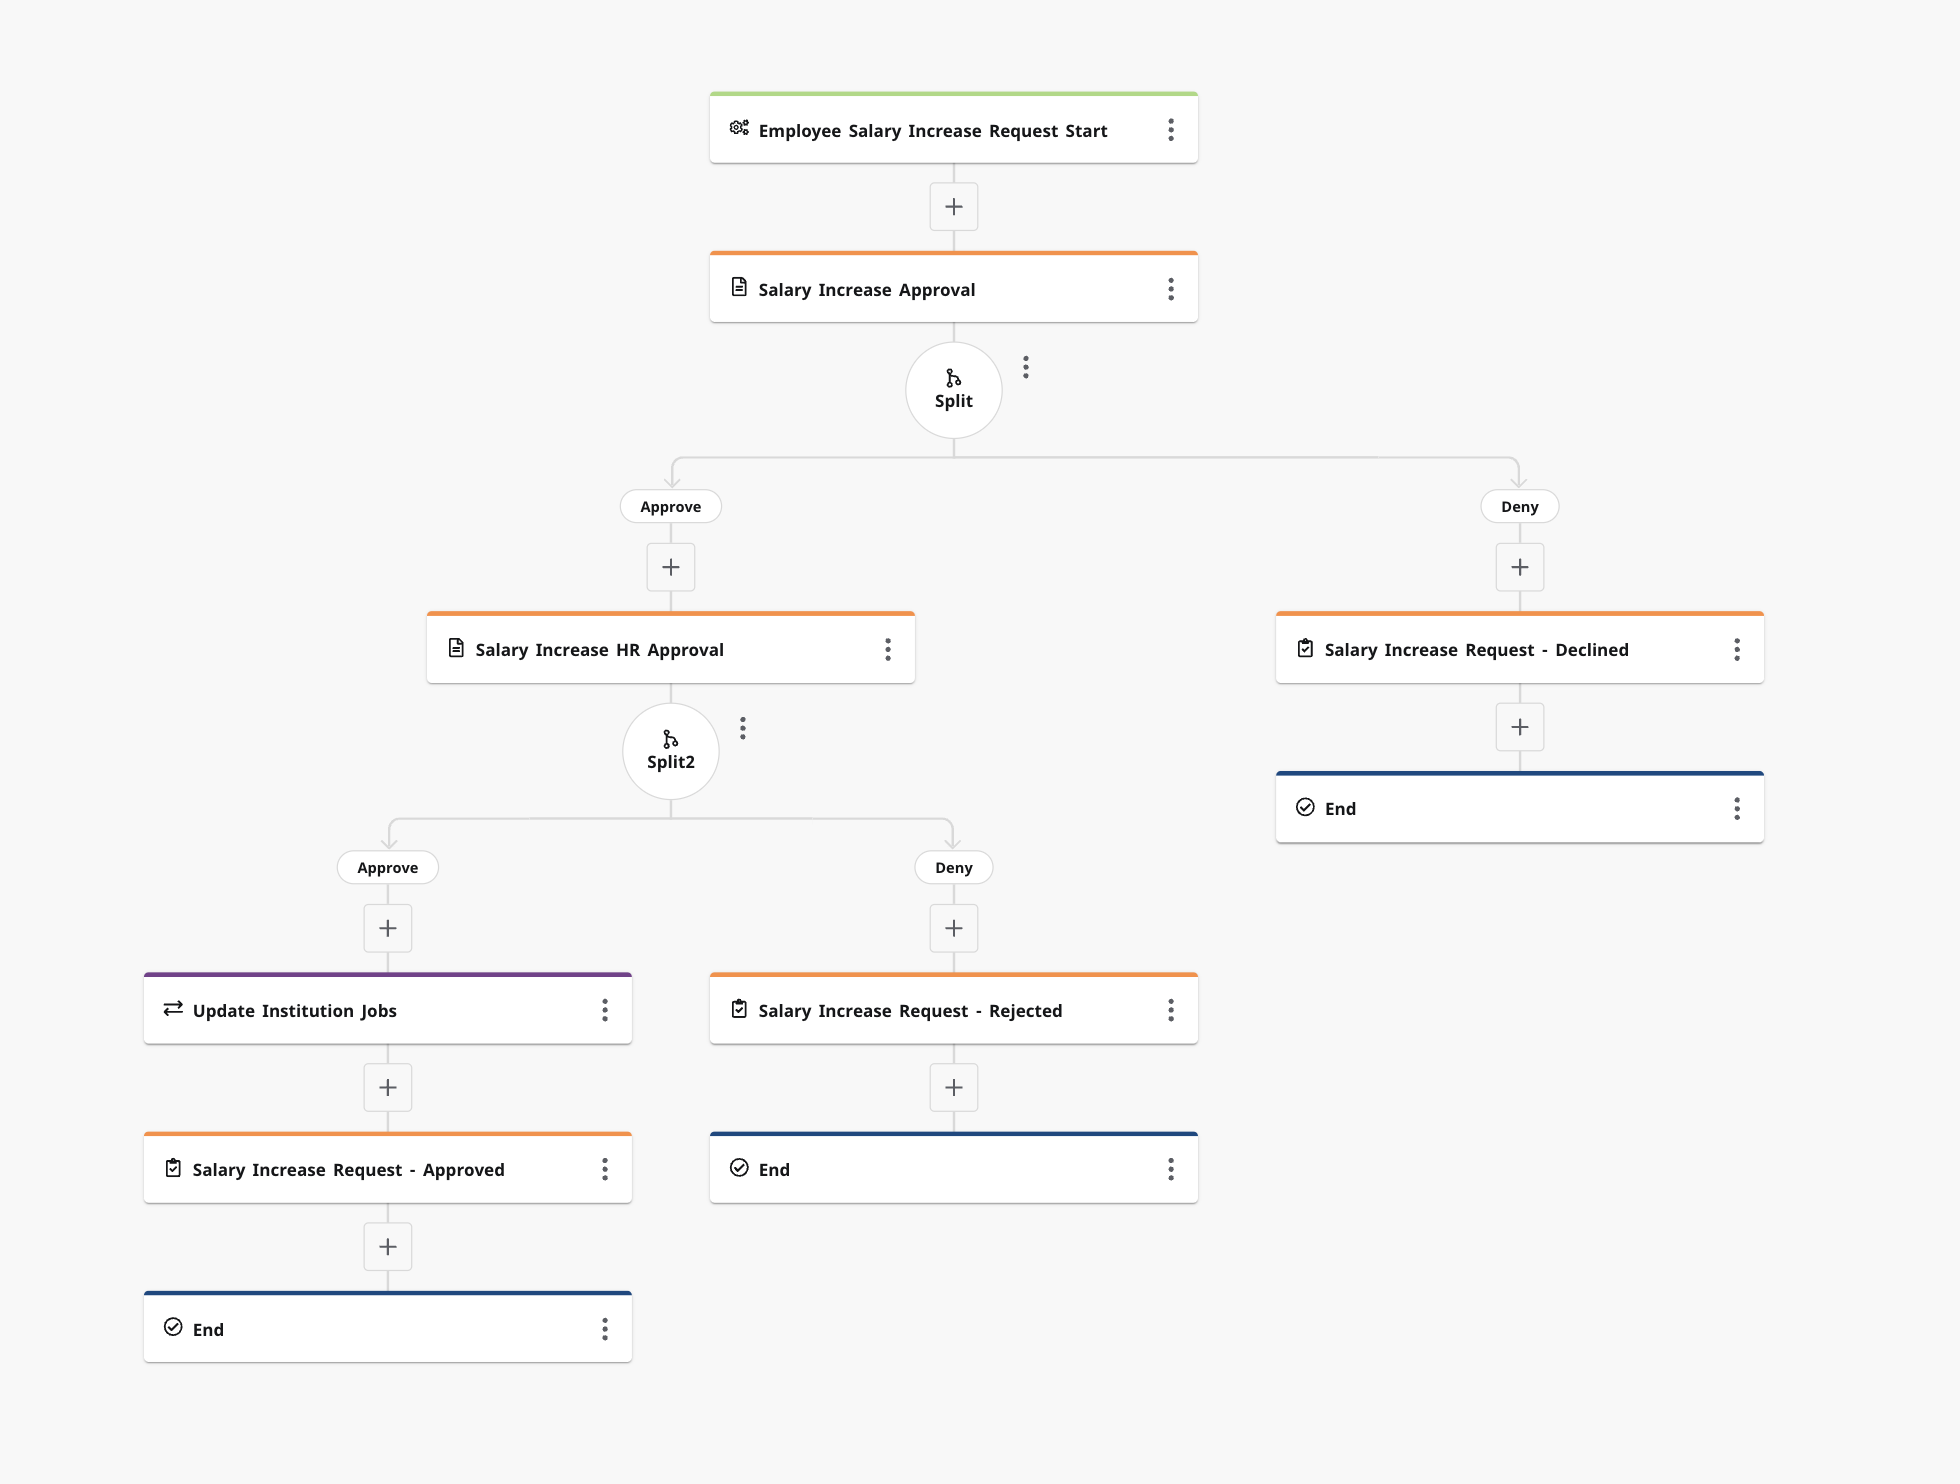 Employee Salary Increase Request Start
Salary Increase Approval
Split
Approve
Deny
Salary Increase HR Approval
Salary Increase Request - Declined
Split2
End
Approve
Deny
Update Institution Jobs
Salary Increase Request - Rejected
Salary Increase Request - Approved
End
End